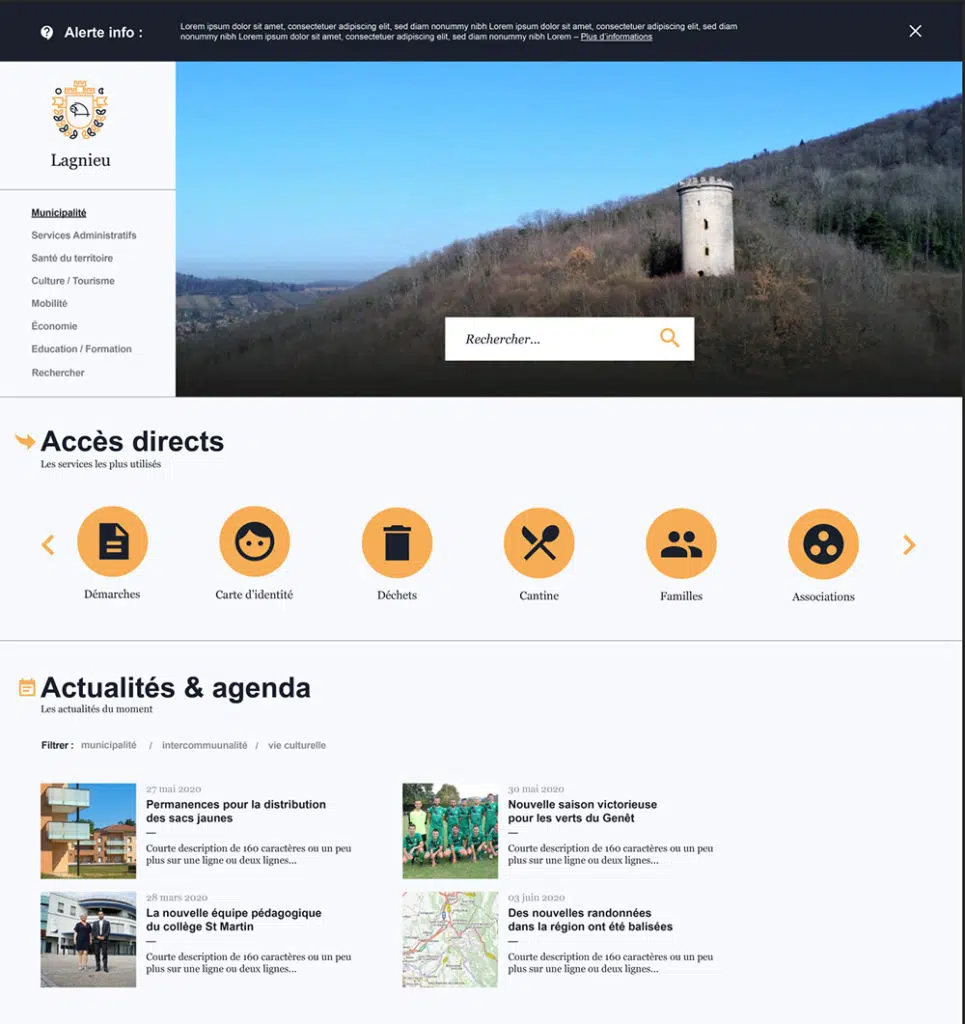 Alerte info :
Lorem ipsum dolor sit amet, consectetuer adipiscing elit, sed diam nonummy nibh Lorem ipsum dolor sit amet, consectetuer adipiscing elit, sed diam
nonummy nibh Lorem ipsum dolor sit amet, consectetuer adipiscing elit, sed diam nonummy nibh Lorem – Plus d'informations
Lagnieu
Municipalité
Services Administratifs
Santé du territoire
Culture / Tourisme
Mobilité
Économie
Education / Formation
Rechercher
Rechercher...
Accès directs
Les services les plus utilisés
Démarches
Carte d'identité
Déchets
Cantine
Familles
Associations
Actualités & agenda
Les actualités du moment
Filtrer : municipalité / intercommuunalité / vie culturelle
27 mai 2020
Permanences pour la distribution
des sacs jaunes
Courte description de 160 caractères ou un peu
plus sur une ligne ou deux lignes...
30 mai 2020
Nouvelle saison victorieuse
pour les verts du Genêt
Courte description de 160 caractères ou un peu
plus sur une ligne ou deux lignes...
28 mars 2020
La nouvelle équipe pédagogique
du collège St Martin
Courte description de 160 caractères ou un peu
plus sur une ligne ou deux lignes...
03 juin 2020
Des nouvelles randonnées
dans la région ont été balisées
Courte description de 160 caractères ou un peu
plus sur une ligne ou deux lignes...